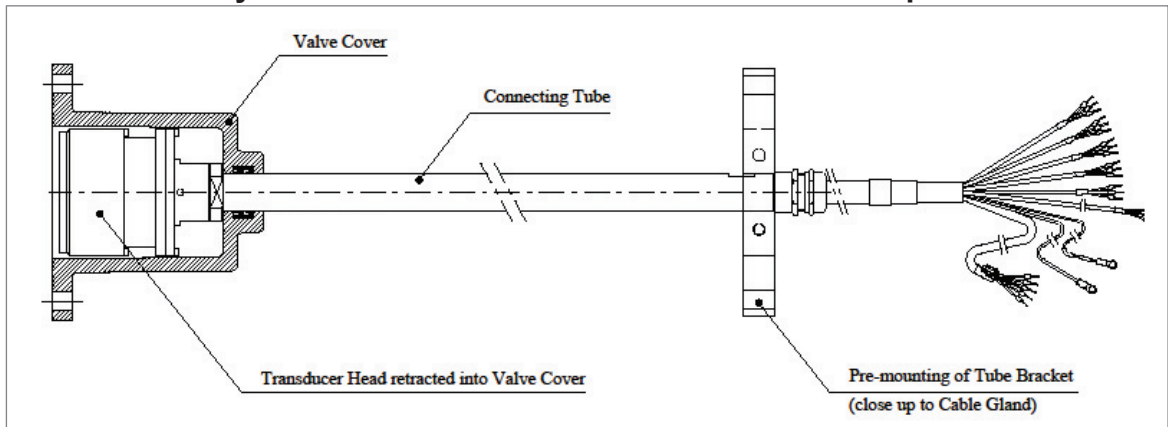 Valve Cover
Connecting Tube
Transducer Head retracted into Valve Cover
Pre-mounting of Tube Bracket
(close up to Cable Gland)